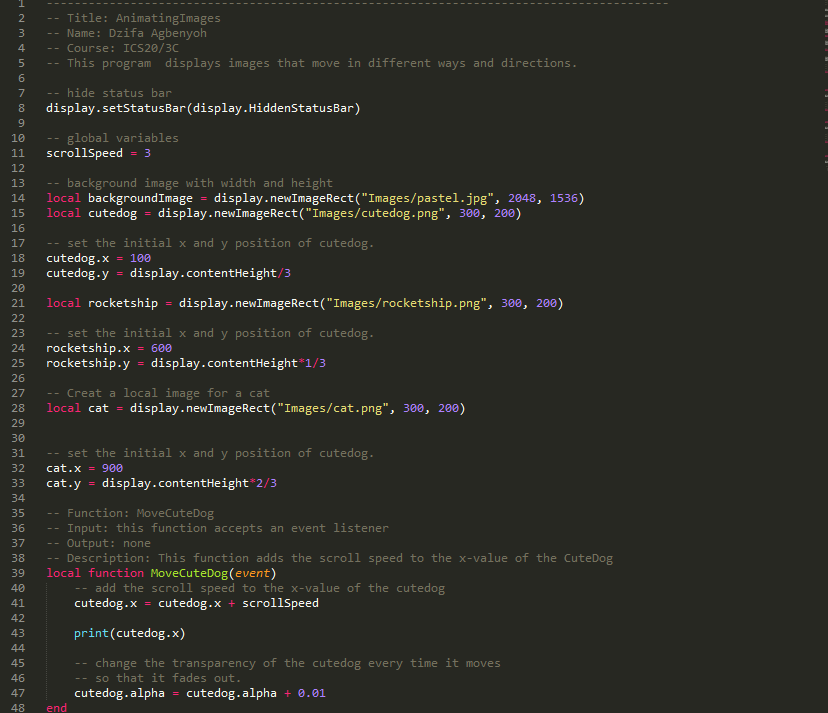 1 -----------------------------------------------------------------------------------------
2 -- Title: AnimatingImages
3 -- Name: Dzifa Agbenyoh
4 -- Course: ICS20/3C
5 -- This program  displays images that move in different ways and directions.
6
7 -- hide status bar
8 display.setStatusBar(display.HiddenStatusBar)
9
10 -- global variables
11 scrollSpeed = 3
12
13 -- background image with width and height
14 local backgroundImage = display.newImageRect("Images/pastel.jpg", 2048, 1536)
15 local cutedog = display.newImageRect("Images/cutedog.png", 300, 200)
16
17 -- set the initial x and y position of cutedog.
18 cutedog.x = 100
19 cutedog.y = display.contentHeight/3
20
21 local rocketship = display.newImageRect("Images/rocketship.png", 300, 200)
22
23 -- set the initial x and y position of cutedog.
24 rocketship.x = 600
25 rocketship.y = display.contentHeight*1/3
26
27 -- Creat a local image for a cat
28 local cat = display.newImageRect("Images/cat.png", 300, 200)
29
30
31 -- set the initial x and y position of cutedog.
32 cat.x = 900
33 cat.y = display.contentHeight*2/3
34
35 -- Function: MoveCuteDog
36 -- Input: this function accepts an event listener
37 -- Output: none
38 -- Description: This function adds the scroll speed to the x-value of the CuteDog
39 local function MoveCuteDog(event)
40     -- add the scroll speed to the x-value of the cutedog
41     cutedog.x = cutedog.x + scrollSpeed
42
43     print(cutedog.x)
44
45     -- change the transparency of the cutedog every time it moves
46     -- so that it fades out.
47     cutedog.alpha = cutedog.alpha + 0.01
48 end